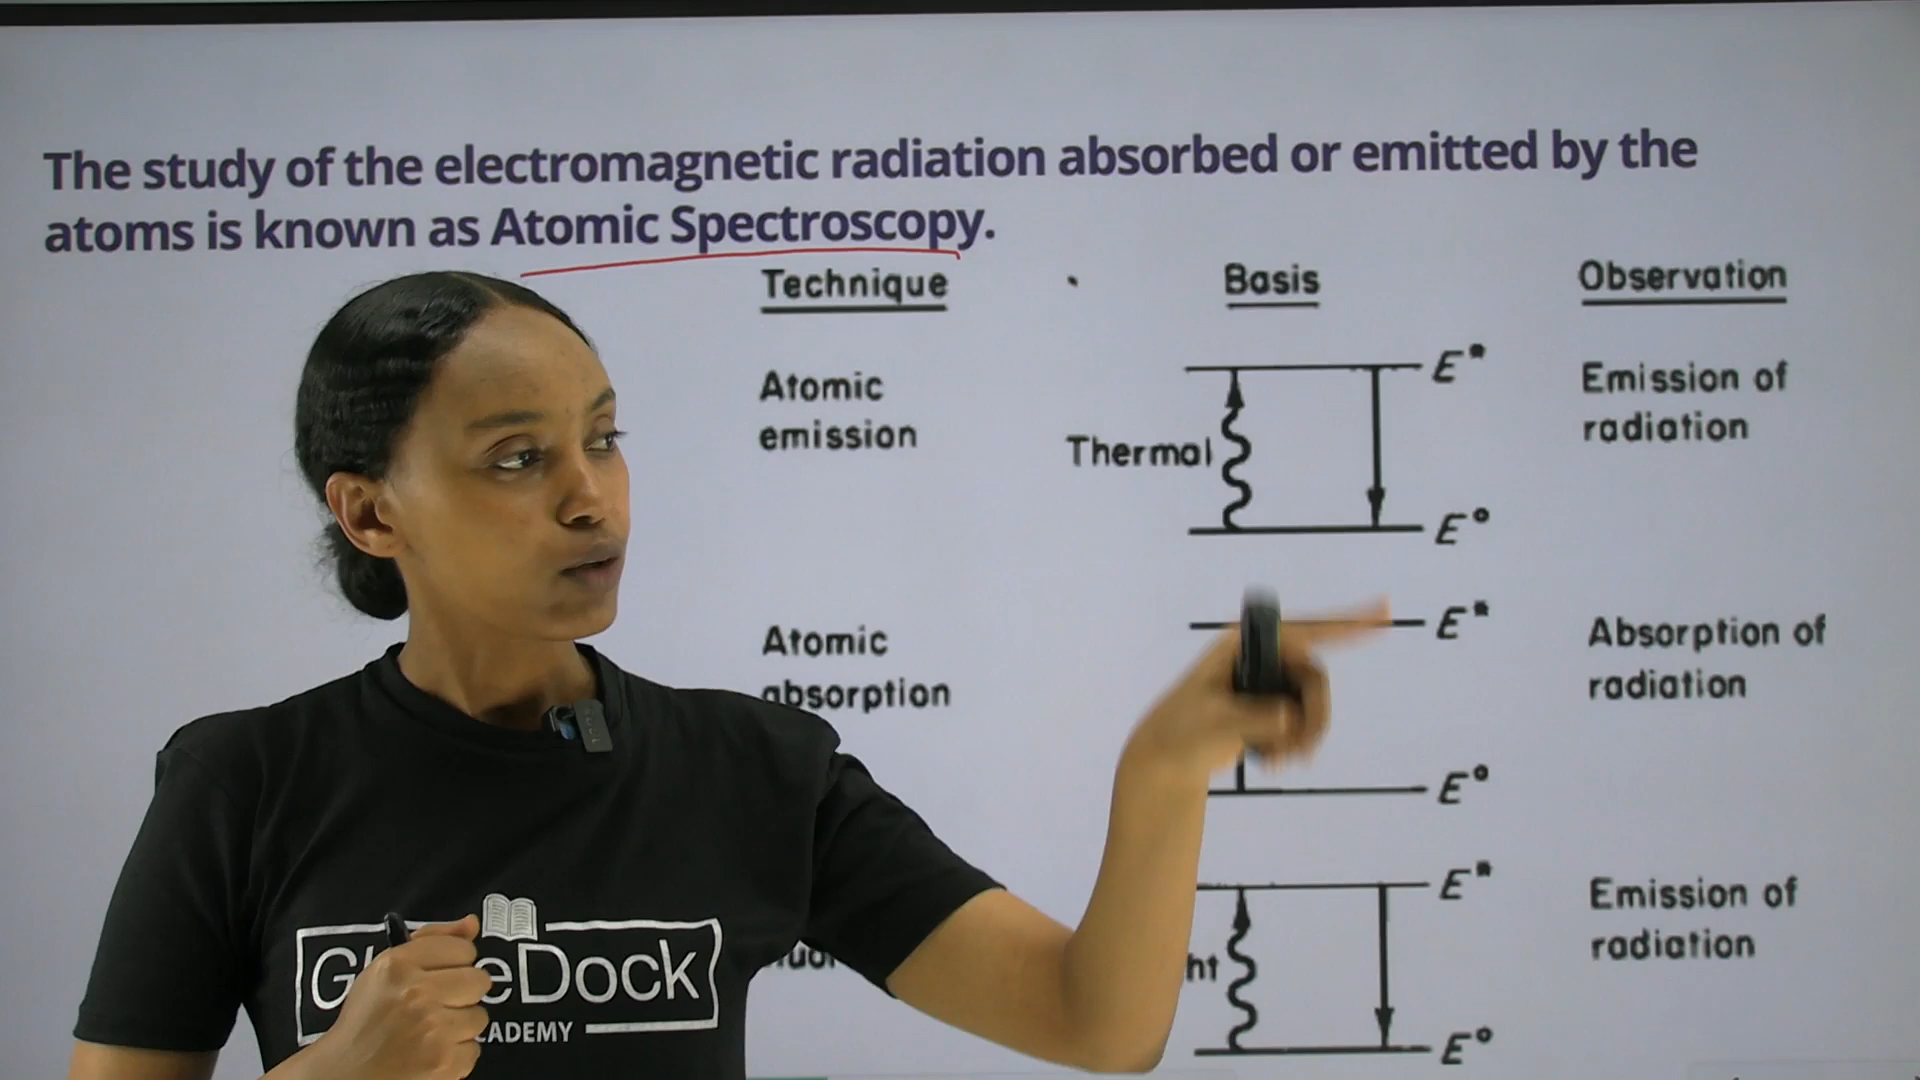 The study of the electromagnetic radiation absorbed or emitted by the
atoms is known as Atomic Spectroscopy.
Technique Basis Observation
Atomic
emission
Thermal
E*
E°
Emission of
radiation
Atomic
absorption
E*
E°
Absorption of
radiation
E*
E°
Emission of
radiation
eDock